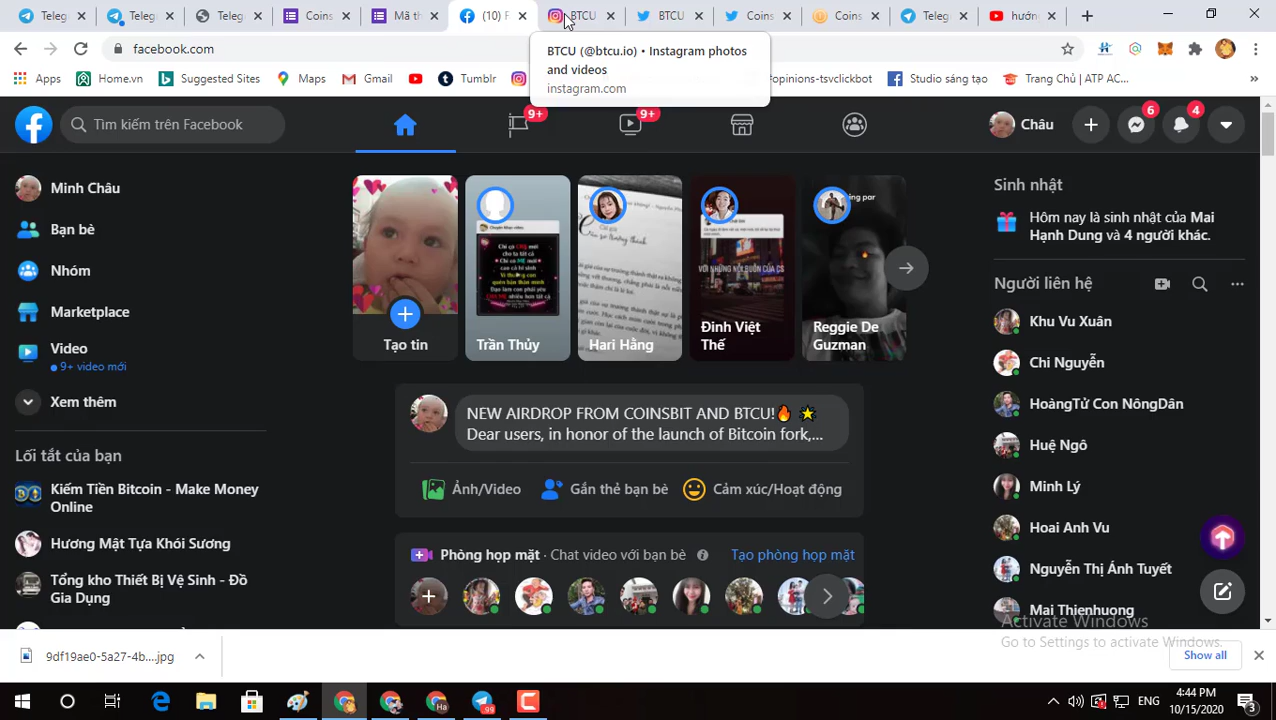 Teleg
Teleg
Teleg
Coins
Mã th
(10) F
BTCU
BTCU
Coins
Coins
Teleg
hướn
facebook.com
BTCU (@btcu.io) • Instagram photos
and videos
instagram.com
Apps
Home.vn
Suggested Sites
Maps
Gmail
Tumblr
#opinions-tsvclickbot
Studio sáng tạo
Trang Chủ | ATP AC...
Tìm kiếm trên Facebook
9+
9+
Châu
6
4
Minh Châu
Bạn bè
Nhóm
Marketplace
Video
9+ video mới
Xem thêm
Lối tắt của bạn
Kiếm Tiền Bitcoin - Make Money
Online
Hương Mật Tựa Khói Sương
Tổng kho Thiết Bị Vệ Sinh - Đồ
Gia Dụng
Tạo tin
Trần Thủy
Hari Hằng
VỚI NHỮNG NỖI BUỒN CỦA CS
Đinh Việt
Thế
Reggie De
Guzman
NEW AIRDROP FROM COINSBIT AND BTCU!🔥 🌟
Dear users, in honor of the launch of Bitcoin fork,...
Ảnh/Video
Gắn thẻ bạn bè
Cảm xúc/Hoạt động
Phòng họp mặt · Chat video với bạn bè
Tạo phòng họp mặt
Sinh nhật
Hôm nay là sinh nhật của Mai
Hạnh Dung và 4 người khác.
Người liên hệ
Khu Vu Xuân
Chi Nguyễn
HoàngTử Con NôngDân
Huệ Ngô
Minh Lý
Hoai Anh Vu
Nguyễn Thị Ánh Tuyết
Mai Thienhuong
Activate Windows
Go to Settings to activate Windows.
9df19ae0-5a27-4b....jpg
Show all
99
ENG
4:44 PM
10/15/2020
3